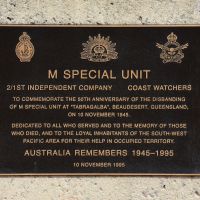 M SPECIAL UNIT
2/1ST INDEPENDENT COMPANY COAST WATCHERS
TO COMMEMORATE THE 50TH ANNIVERSARY OF THE DISBANDING
OF M SPECIAL UNIT AT "TABRAGALBA", BEAUDESERT, QUEENSLAND,
ON 10 NOVEMBER 1945.
DEDICATED TO ALL WHO SERVED AND TO THE MEMORY OF THOSE
WHO DIED, AND TO THE LOYAL INHABITANTS OF THE SOUTH-WEST
PACIFIC AREA FOR THEIR HELP IN OCCUPIED TERRITORY.
AUSTRALIA REMEMBERS 1945-1995
10 NOVEMBER 1995